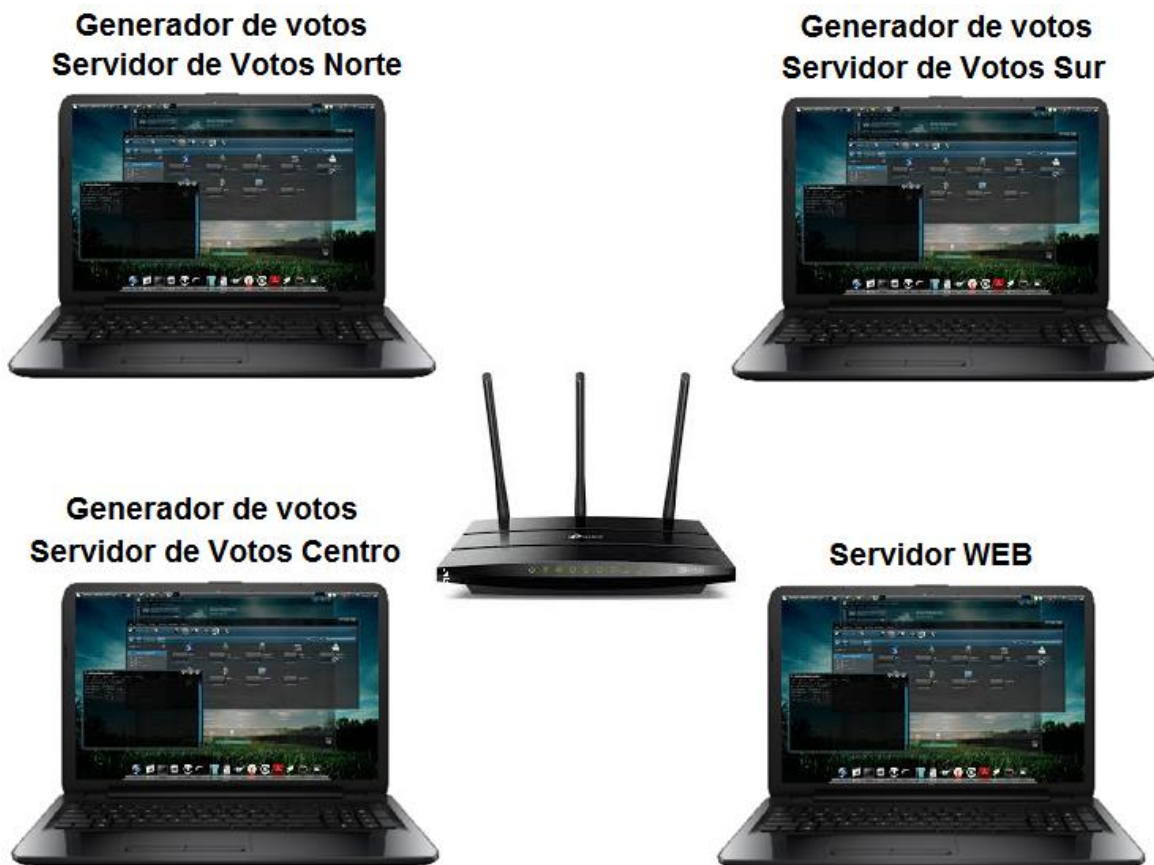 Generador de votos
Servidor de Votos Norte
Generador de votos
Servidor de Votos Sur
Generador de votos
Servidor de Votos Centro
Servidor WEB